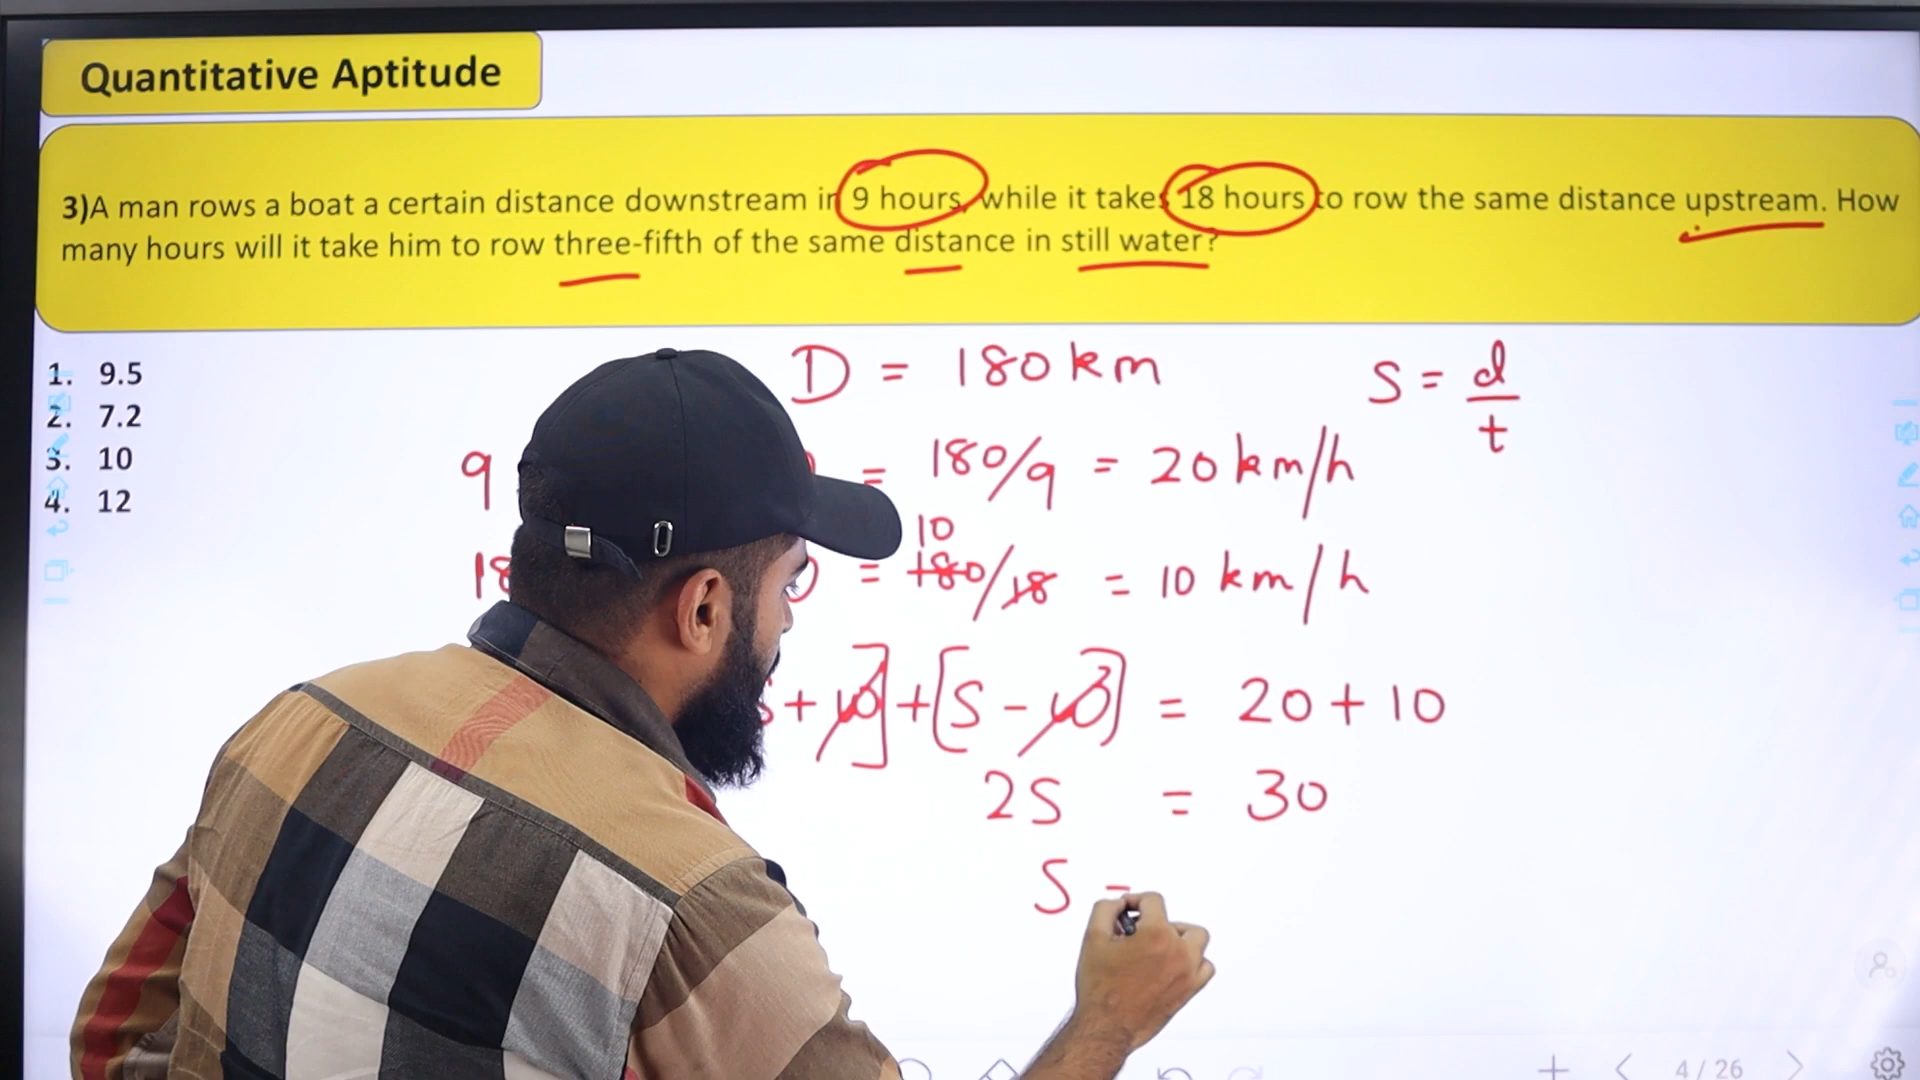 Quantitative Aptitude
3)A man rows a boat a certain distance downstream in 9 hours, while it takes 18 hours to row the same distance upstream. How
many hours will it take him to row three-fifth of the same distance in still water?
1. 9.5
2. 7.2
3. 10
4. 12
D = 180 km
S = d/t
9 = 180/9 = 20 km/h
10
18 = 180/18 = 10 km/h
S + ] + [S - ] = 20 + 10
2S = 30
S =
4 / 26